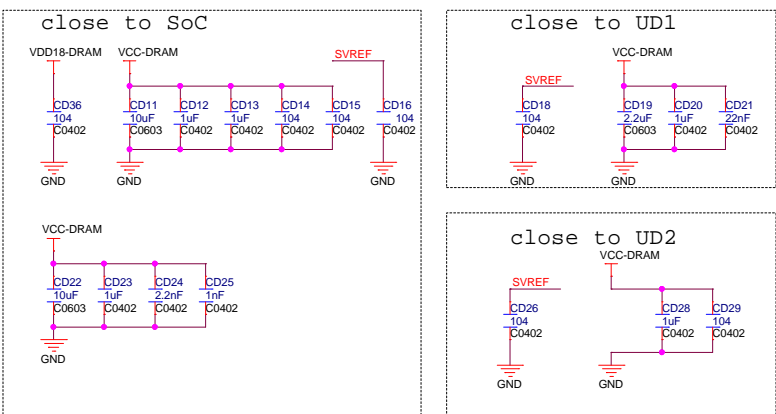 close to SoC
VDD18-DRAM VCC-DRAM
SVREF
CD36 CD11 CD12 CD13 CD14 CD15 CD16
104 10uF 1uF 1uF 104 104 104
C0402 C0603 C0402 C0402 C0402 C0402 C0402
GND GND GND
VCC-DRAM
CD22 CD23 CD24 CD25
10uF 1uF 2.2nF 1nF
C0603 C0402 C0402 C0402
GND
close to UD1
VCC-DRAM
SVREF
CD18 CD19 CD20 CD21
104 2.2uF 1uF 22nF
C0402 C0603 C0402 C0402
GND GND
close to UD2
VCC-DRAM
SVREF
CD26 CD28 CD29
104 1uF 104
C0402 C0402 C0402
GND GND